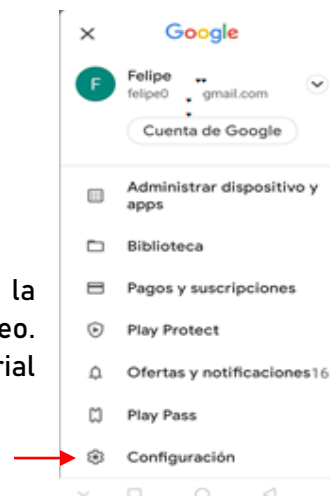 Google
F
Felipe
felipe0 gmail.com
Cuenta de Google
Administrar dispositivo y
apps
Biblioteca
la
Pagos y suscripciones
eo.
Play Protect
rial
Ofertas y notificaciones16
Play Pass
Configuración